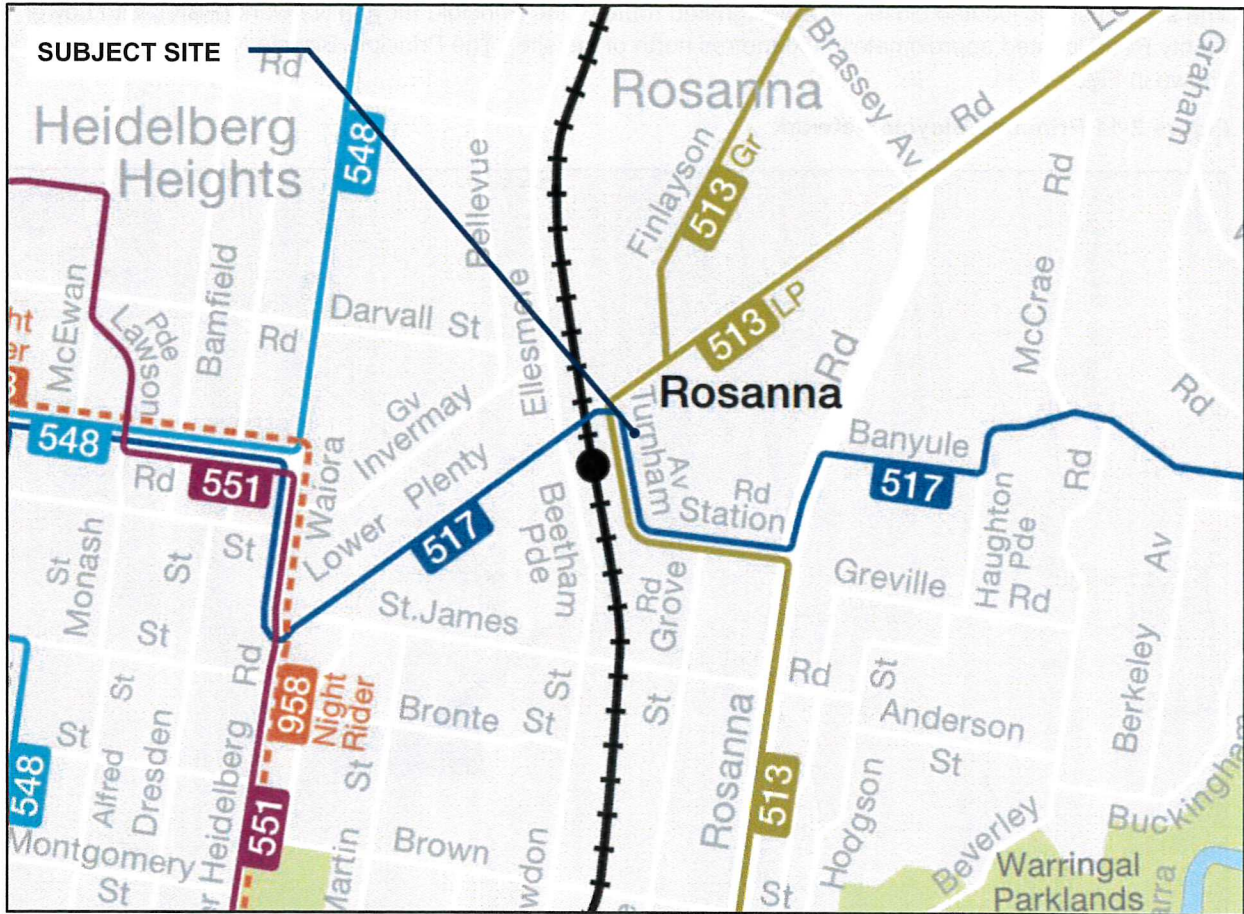 SUBJECT SITE
Rd
Heidelberg
Heights
548
Bellevue
Rosanna
Brassey Av
Rd
Graham
Finlayson
Gr
513
McCrae
Rd
McEwan
Pde
Bamfield
Rd
Darvall St
Ellesmere
513
LP
Rosanna
Rd
548
551
Rd
Waiora
Gv
Invermay
Lower Plenty
517
Beetham
Pde
Turnham
Av
Station
Rd
Banyule
517
Rd
Haughton
Pde
Rd
Monash
St
St
St
St
St.James
Grove
Rd
Greville
Rd
Av
Berkeley
Rd
958
Night
Rider
St
Bronte St
St
St
Rosanna
Rd
St
Anderson
St
Alfred
St
Dresden
St
Heidelberg
Rd
548
551
Montgomery
St
Martin
St
Brown
513
Hodgson
St
Beverley
Buckingham
Warringal
Parklands